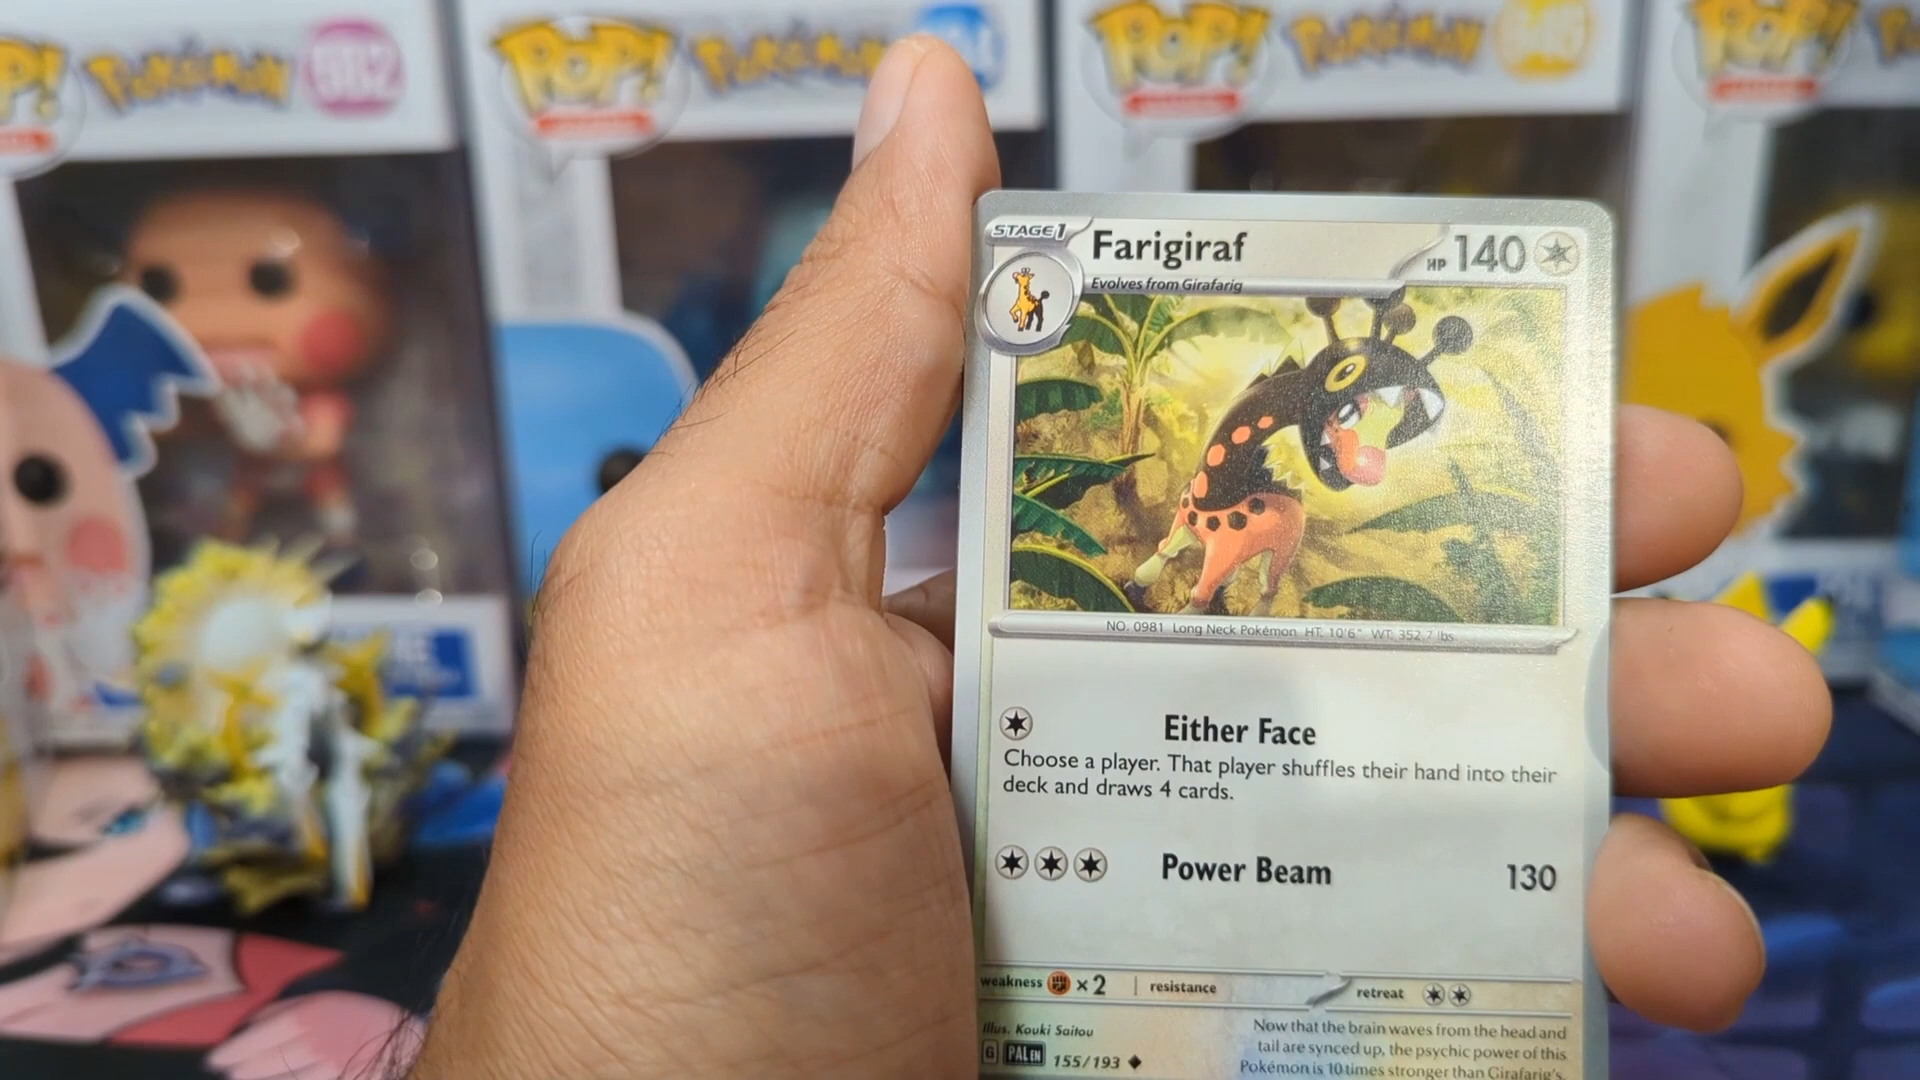 POP! POKéMON 502
POP! POKéMON
POP! POKéMON
POP!
STAGE1
Farigiraf
HP 140
Evolves from Girafarig
NO. 0981 Long Neck Pokémon HT: 10'6" WT: 352.7 lbs.
Either Face
Choose a player. That player shuffles their hand into their
deck and draws 4 cards.
Power Beam 130
weakness ×2 resistance retreat
Illus. Kouki Saitou
G PAL EN 155/193
Now that the brain waves from the head and
tail are synced up, the psychic power of this
Pokémon is 10 times stronger than Girafarig's.